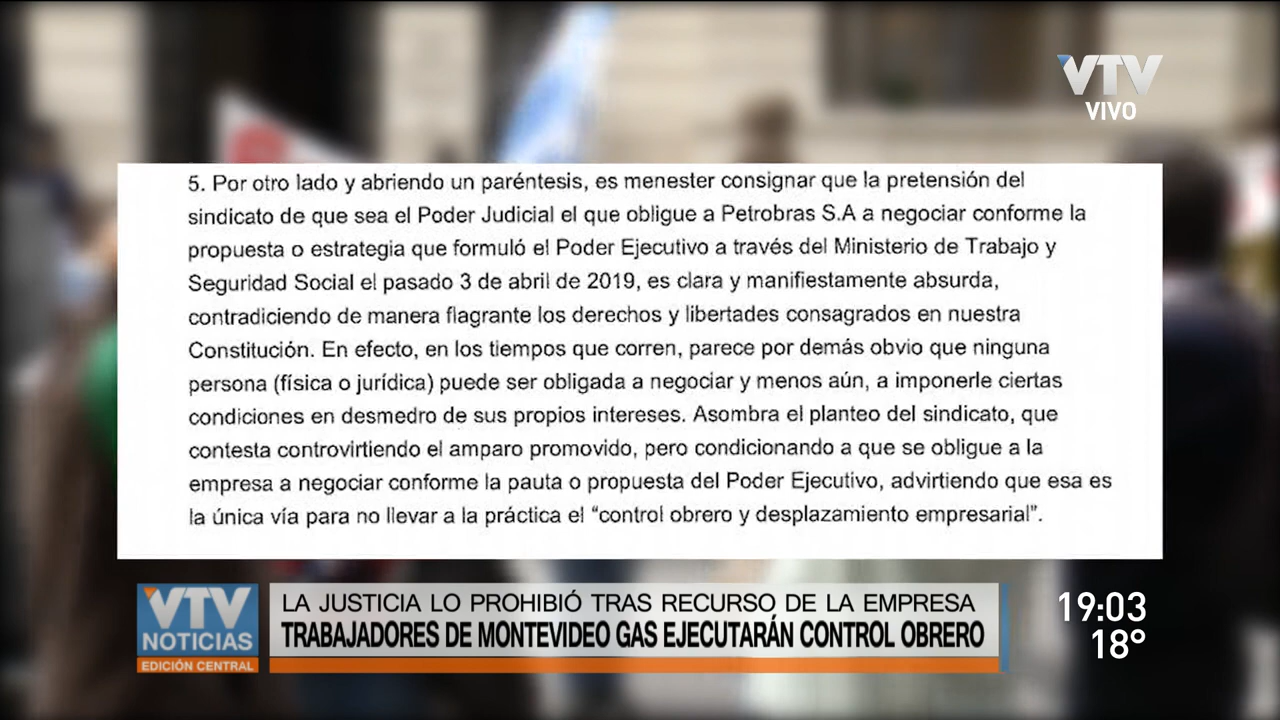 VTV
VIVO
5. Por otro lado y abriendo un paréntesis, es menester consignar que la pretensión del
sindicato de que sea el Poder Judicial el que obligue a Petrobras S.A a negociar conforme la
propuesta o estrategia que formuló el Poder Ejecutivo a través del Ministerio de Trabajo y
Seguridad Social el pasado 3 de abril de 2019, es clara y manifiestamente absurda,
contradiciendo de manera flagrante los derechos y libertades consagrados en nuestra
Constitución. En efecto, en los tiempos que corren, parece por demás obvio que ninguna
persona (física o jurídica) puede ser obligada a negociar y menos aún, a imponerle ciertas
condiciones en desmedro de sus propios intereses. Asombra el planteo del sindicato, que
contesta controvirtiendo el amparo promovido, pero condicionando a que se obligue a la
empresa a negociar conforme la pauta o propuesta del Poder Ejecutivo, advirtiendo que esa es
la única vía para no llevar a la práctica el “control obrero y desplazamiento empresarial”.
VTV
NOTICIAS
EDICIÓN CENTRAL
LA JUSTICIA LO PROHIBIÓ TRAS RECURSO DE LA EMPRESA
TRABAJADORES DE MONTEVIDEO GAS EJECUTARÁN CONTROL OBRERO
19:03
18°